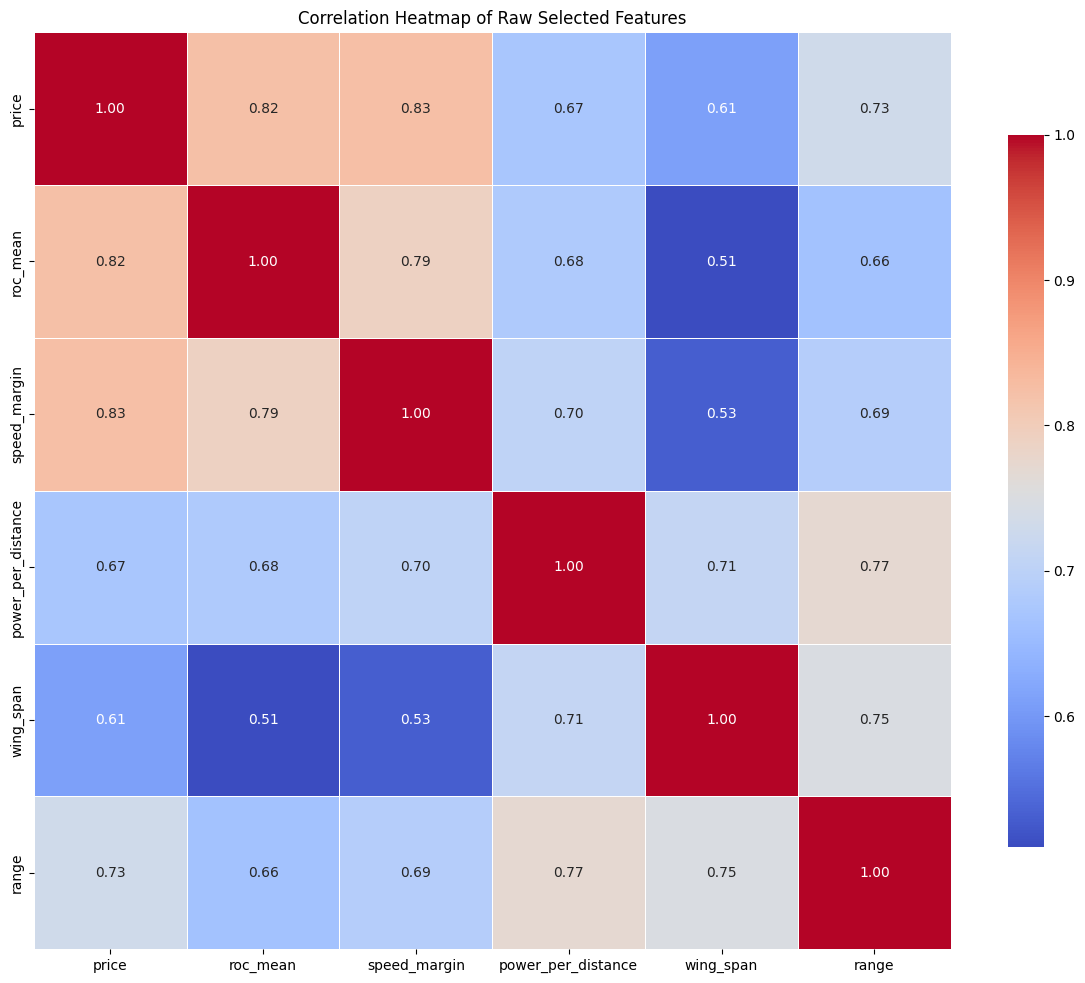 Correlation Heatmap of Raw Selected Features
price 1.00 0.82 0.83 0.67 0.61 0.73
roc_mean 0.82 1.00 0.79 0.68 0.51 0.66
speed_margin 0.83 0.79 1.00 0.70 0.53 0.69
power_per_distance 0.67 0.68 0.70 1.00 0.71 0.77
wing_span 0.61 0.51 0.53 0.71 1.00 0.75
range 0.73 0.66 0.69 0.77 0.75 1.00
price roc_mean speed_margin power_per_distance wing_span range
1.0
0.9
0.8
0.7
0.6